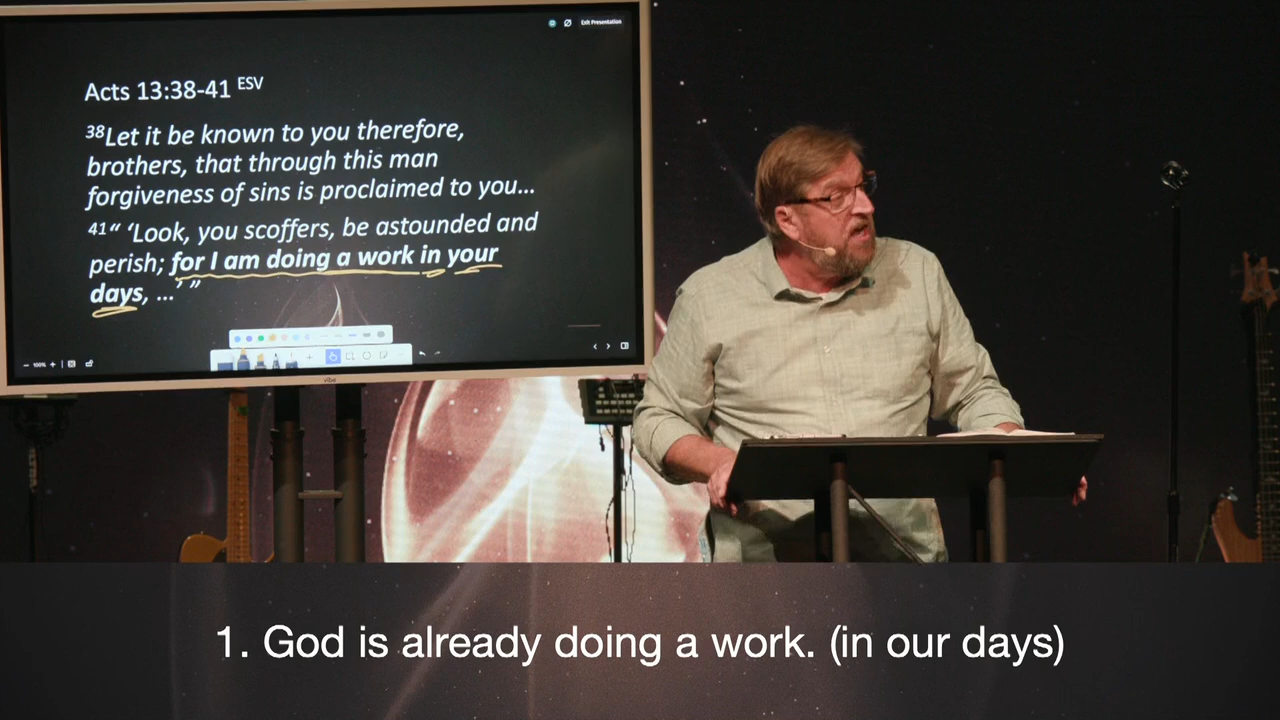 Exit Presentation
Acts 13:38-41 ESV
38Let it be known to you therefore,
brothers, that through this man
forgiveness of sins is proclaimed to you...
41“ ‘Look, you scoffers, be astounded and
perish; for I am doing a work in your
days, ...’ ”
100%
vibe
1. God is already doing a work. (in our days)